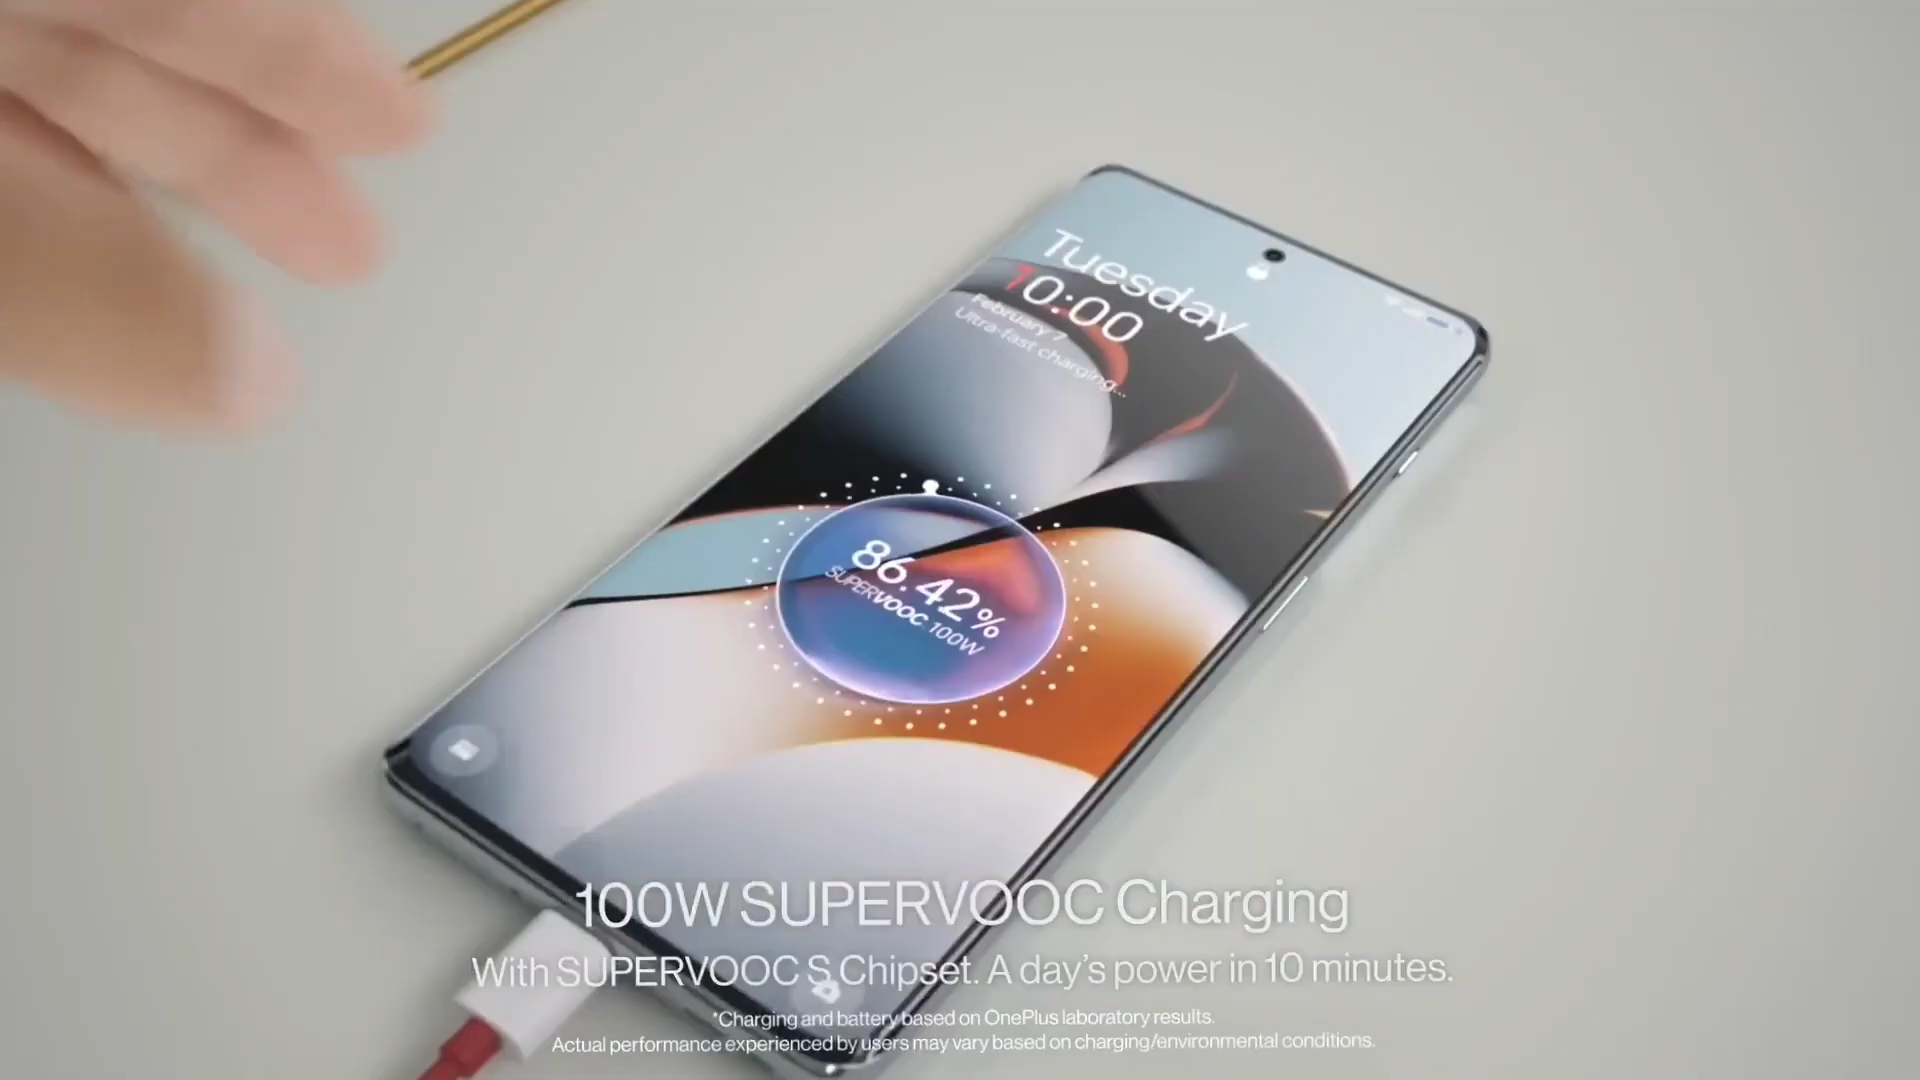 Tuesday
10:00
February 7
Ultra-fast charging...
86.42%
SUPERVOOC 100W
100W SUPERVOOC Charging
With SUPERVOOC S Chipset. A day's power in 10 minutes.
*Charging and battery based on OnePlus laboratory results.
Actual performance experienced by users may vary based on charging/environmental conditions.